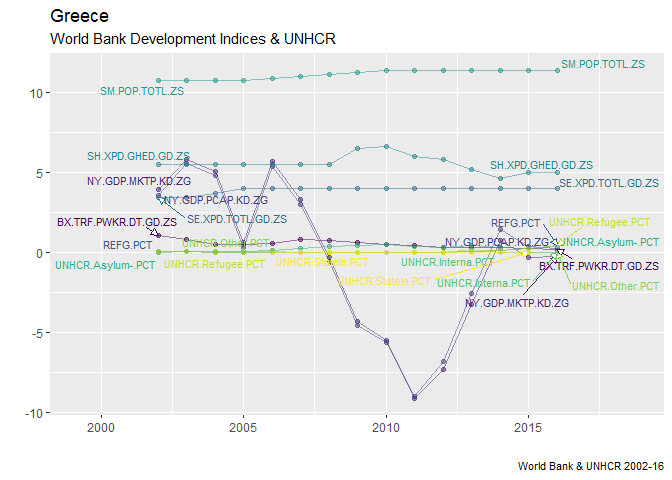 Greece
World Bank Development Indices & UNHCR
SM.POP.TOTL.ZS
10
SM.POP.TOTL.ZS
SH.XPD.GHED.GD.ZS
SH.XPD.GHED.GD.ZS
5
NY.GDP.MKTP.KD.ZG
SE.XPD.TOTL.GD.ZS
NY.GDP.PCAP.KD.ZG
BX.TRF.PWKR.DT.GD.ZS
SE.XPD.TOTL.GD.ZS
REFG.PCT
UNHCR.Refugee.PCT
REFG.PCT
UNHCR.Other.PCT
NY.GDP.PCAP.KD.ZG
UNHCR.Asylum-.PCT
0
UNHCR.Asylum-.PCT
UNHCR.Refugee.PCT
UNHCR.Statele.PCT
UNHCR.Interna.PCT
BX.TRF.PWKR.DT.GD.ZS
UNHCR.Statele.PCT
UNHCR.Interna.PCT
UNHCR.Other.PCT
NY.GDP.MKTP.KD.ZG
-5
-10
2000
2005
2010
2015
World Bank & UNHCR 2002-16